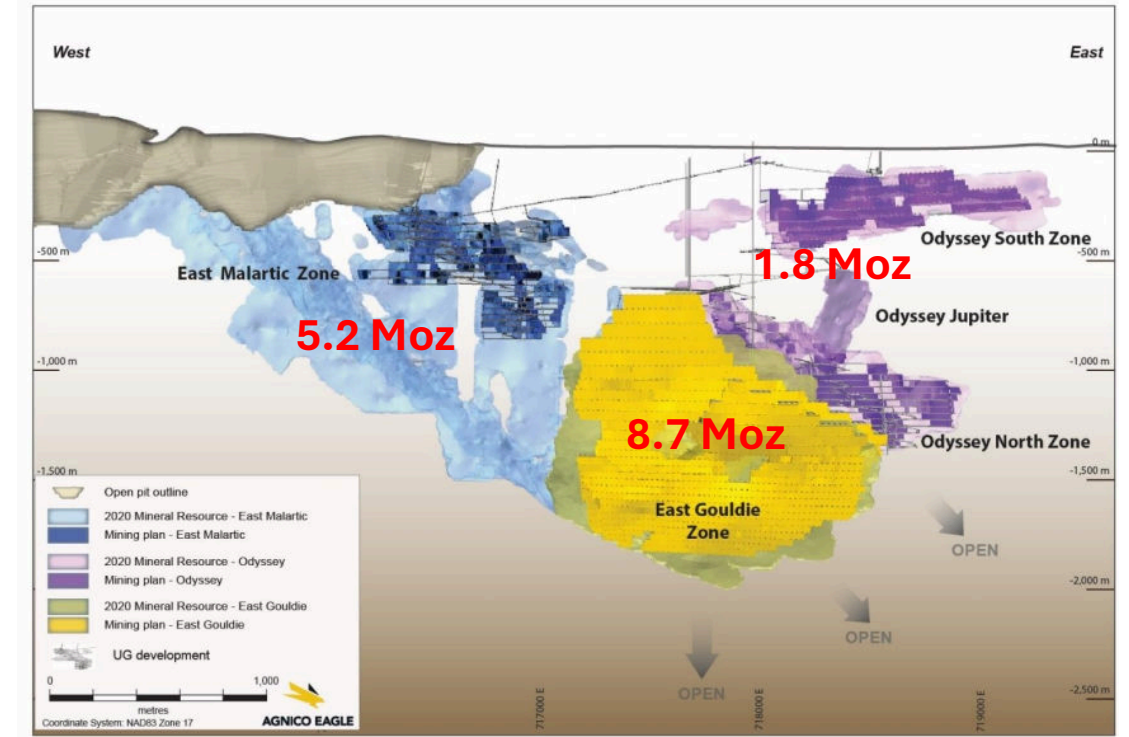 West
East
0 m
-500 m
Odyssey South Zone
-500 m
East Malartic Zone
1.8 Moz
Odyssey Jupiter
5.2 Moz
-1,000 m
-1,000 m
8.7 Moz
Odyssey North Zone
-1,500 m
-1,500 m
Open pit outline
2020 Mineral Resource - East Malartic
Mining plan - East Malartic
2020 Mineral Resource - Odyssey
Mining plan - Odyssey
2020 Mineral Resource - East Gouldie
Mining plan - East Gouldie
UG development
0 1,000
metres
Coordinate System: NAD83 Zone 17
AGNICO EAGLE
East Gouldie
Zone
OPEN
-2,000 m
OPEN
OPEN
-2,500 m
717000 E
718000 E
719000 E